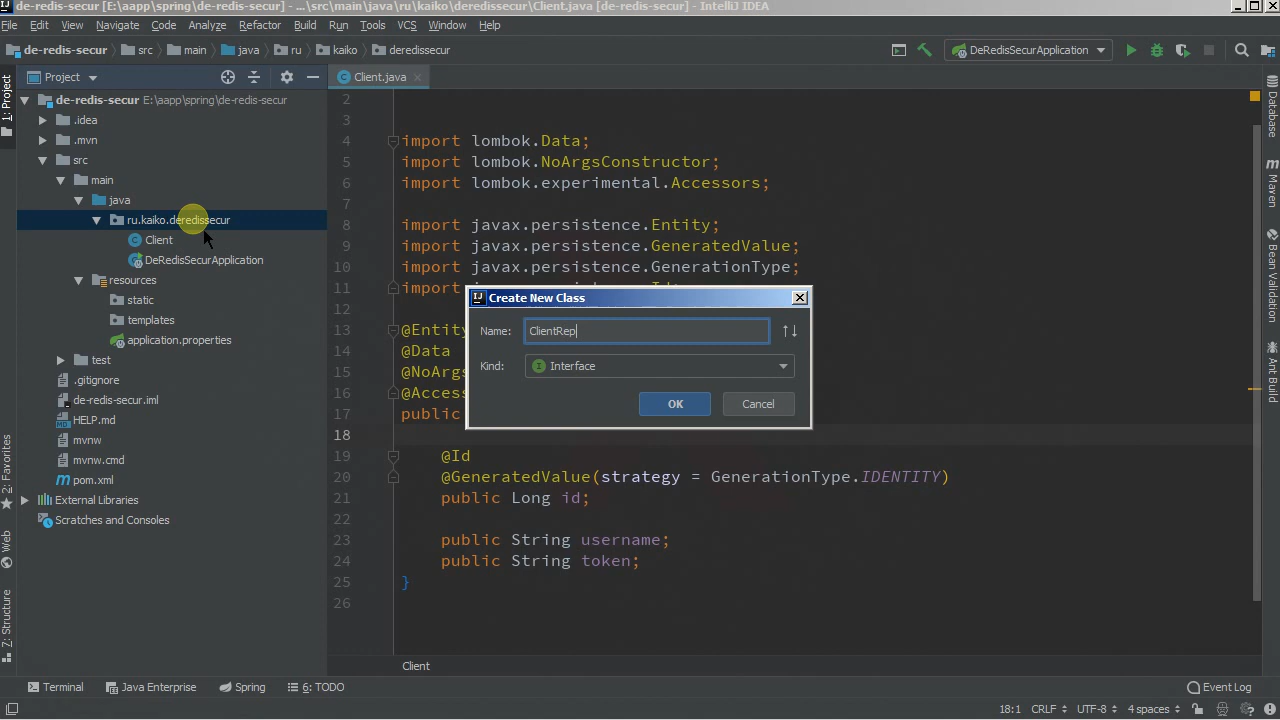 de-redis-secur [E:\aapp\spring\de-redis-secur] - ...\src\main\java\ru\kaiko\deredissecur\Client.java [de-redis-secur] - IntelliJ IDEA
File Edit View Navigate Code Analyze Refactor Build Run Tools VCS Window Help
de-redis-secur src main java ru kaiko deredissecur DeRedisSecurApplication
1: Project
Project
Client.java
de-redis-secur E:\aapp\spring\de-redis-secur
.idea
.mvn
src
main
java
ru.kaiko.deredissecur
Client
DeRedisSecurApplication
resources
static
templates
application.properties
test
.gitignore
de-redis-secur.iml
HELP.md
mvnw
mvnw.cmd
pom.xml
External Libraries
Scratches and Consoles
2: Favorites
Web
7: Structure
2
3
4 import lombok.Data;
5 import lombok.NoArgsConstructor;
6 import lombok.experimental.Accessors;
7
8 import javax.persistence.Entity;
9 import javax.persistence.GeneratedValue;
10 import javax.persistence.GenerationType;
11
12
13 @Entity
14 @Data
15 @NoArgs
16 @Access
17 public
18
19 @Id
20 @GeneratedValue(strategy = GenerationType.IDENTITY)
21 public Long id;
22
23 public String username;
24 public String token;
25 }
26
Create New Class
Name: ClientRep
Kind: Interface
OK Cancel
Client
Database
Maven
Bean Validation
Ant Build
Terminal Java Enterprise Spring 6: TODO Event Log
18:1 CRLF UTF-8 4 spaces